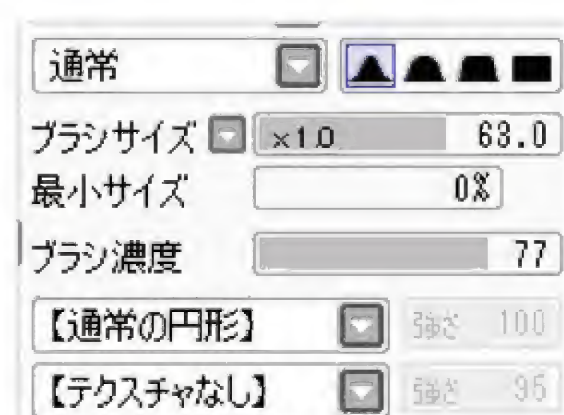 通常
ブラシサイズ ×1.0 63.0
最小サイズ 0%
ブラシ濃度 77
【通常の円形】 強さ 100
【テクスチャなし】 強さ 95